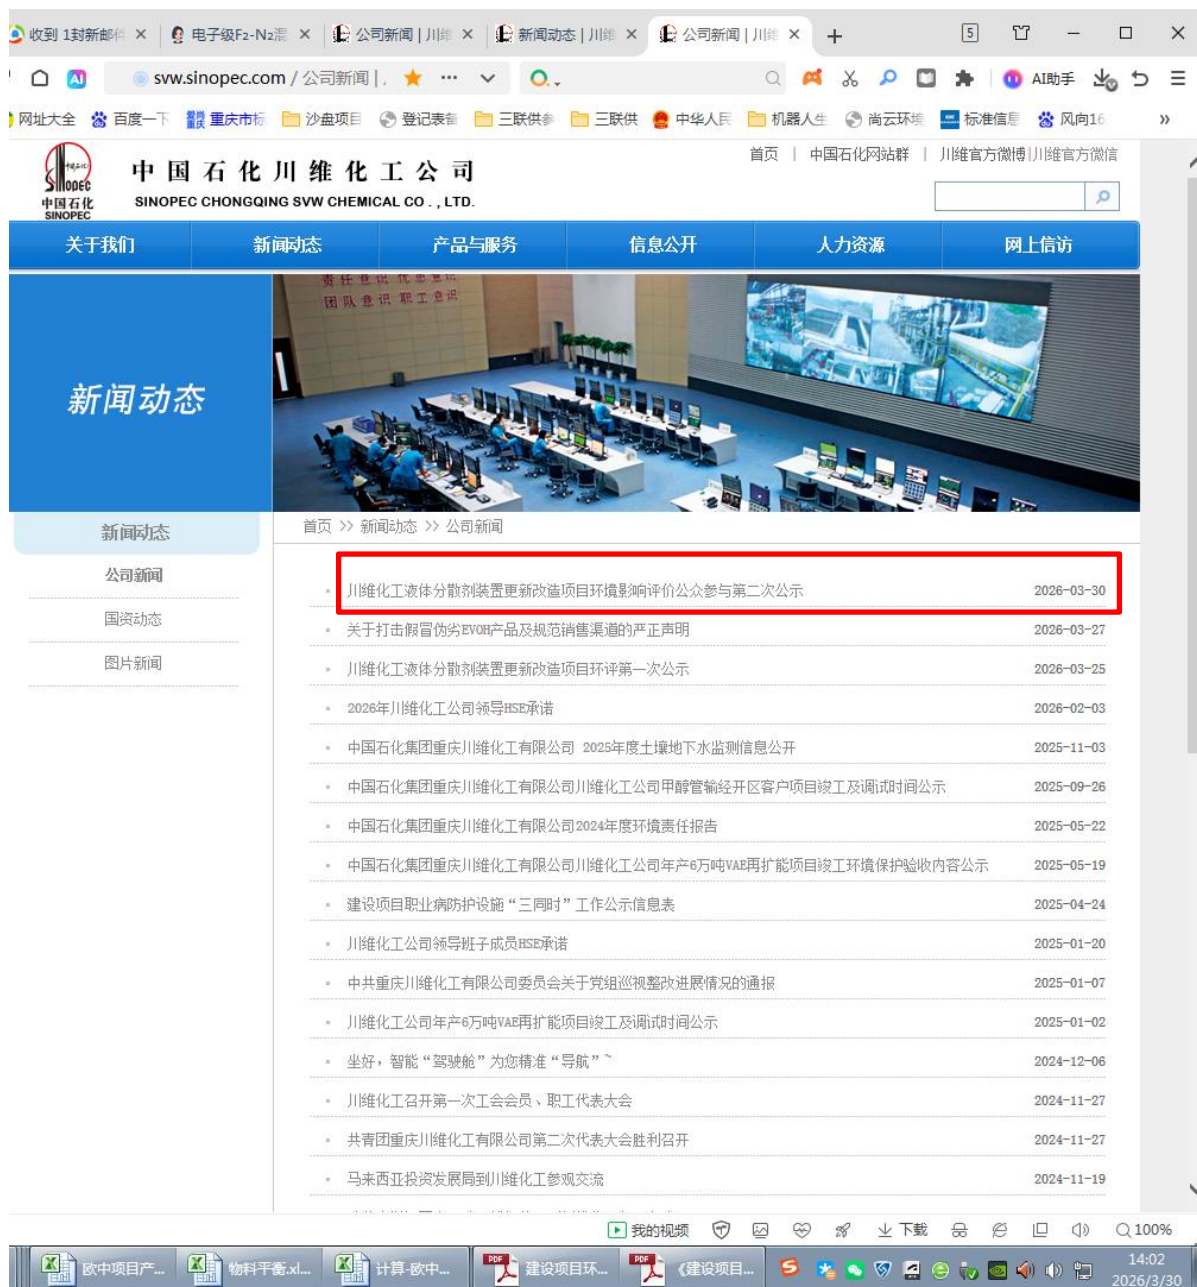 收到 1封新邮件
电子级F2-N2混
公司新闻 | 川维
新闻动态 | 川维
公司新闻 | 川维
5
AI
svw.sinopec.com / 公司新闻 |
AI助手
网址大全 百度一下 重庆市标 沙盘项目 登记表备 三联供参 三联供 中华人民 机器人生 尚云环境 标准信息 风向16
首页 | 中国石化网站群 | 川维官方微博 | 川维官方微信
SINOPEC
中国石化
SINOPEC
中国石化川维化工公司
SINOPEC CHONGQING SVW CHEMICAL CO . , LTD.
关于我们 新闻动态 产品与服务 信息公开 人力资源 网上信访
团队意识 职工意识
新闻动态
新闻动态
公司新闻
国资动态
图片新闻
首页 >> 新闻动态 >> 公司新闻
川维化工液体分散剂装置更新改造项目环境影响评价公众参与第二次公示 2026-03-30
关于打击假冒伪劣EVOH产品及规范销售渠道的严正声明 2026-03-27
川维化工液体分散剂装置更新改造项目环评第一次公示 2026-03-25
2026年川维化工公司领导HSE承诺 2026-02-03
中国石化集团重庆川维化工有限公司 2025年度土壤地下水监测信息公开 2025-11-03
中国石化集团重庆川维化工有限公司川维化工公司甲醇管输经开区客户项目竣工及调试时间公示 2025-09-26
中国石化集团重庆川维化工有限公司2024年度环境责任报告 2025-05-22
中国石化集团重庆川维化工有限公司川维化工公司年产6万吨VAE再扩能项目竣工环境保护验收内容公示 2025-05-19
建设项目职业病防护设施“三同时”工作公示信息表 2025-04-24
川维化工公司领导班子成员HSE承诺 2025-01-20
中共重庆川维化工有限公司委员会关于党组巡视整改进展情况的通报 2025-01-07
川维化工公司年产6万吨VAE再扩能项目竣工及调试时间公示 2025-01-02
坐好，智能“驾驶舱”为您精准“导航”~ 2024-12-06
川维化工召开第一次工会会员、职工代表大会 2024-11-27
共青团重庆川维化工有限公司第二次代表大会胜利召开 2024-11-27
马来西亚投资发展局到川维化工参观交流 2024-11-19
我的视频 下载 100%
欧中项目产... 物料平衡.xl... 计算-欧中... 建设项目环... 《建设项目...
14:02
2026/3/30